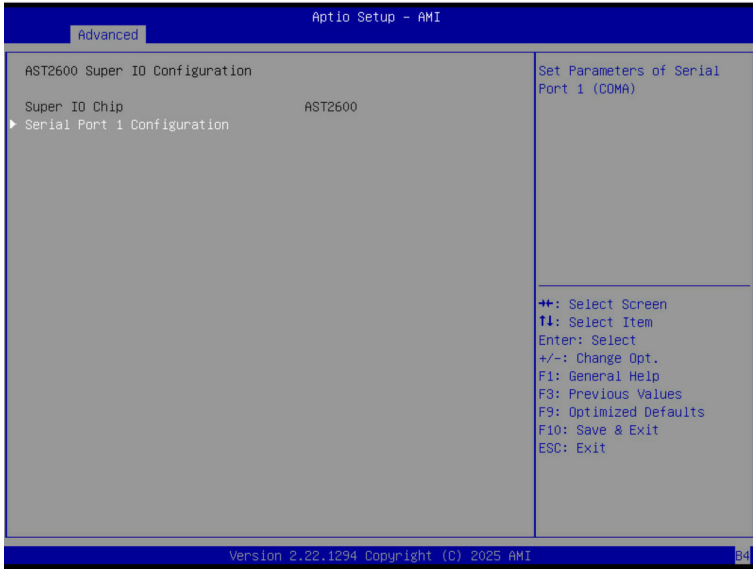 Aptio Setup – AMI
Advanced
AST2600 Super IO Configuration
Super IO Chip AST2600
▶ Serial Port 1 Configuration
Set Parameters of Serial
Port 1 (COMA)
→←: Select Screen
↑↓: Select Item
Enter: Select
+/-: Change Opt.
F1: General Help
F3: Previous Values
F9: Optimized Defaults
F10: Save & Exit
ESC: Exit
Version 2.22.1294 Copyright (C) 2025 AMI
B4